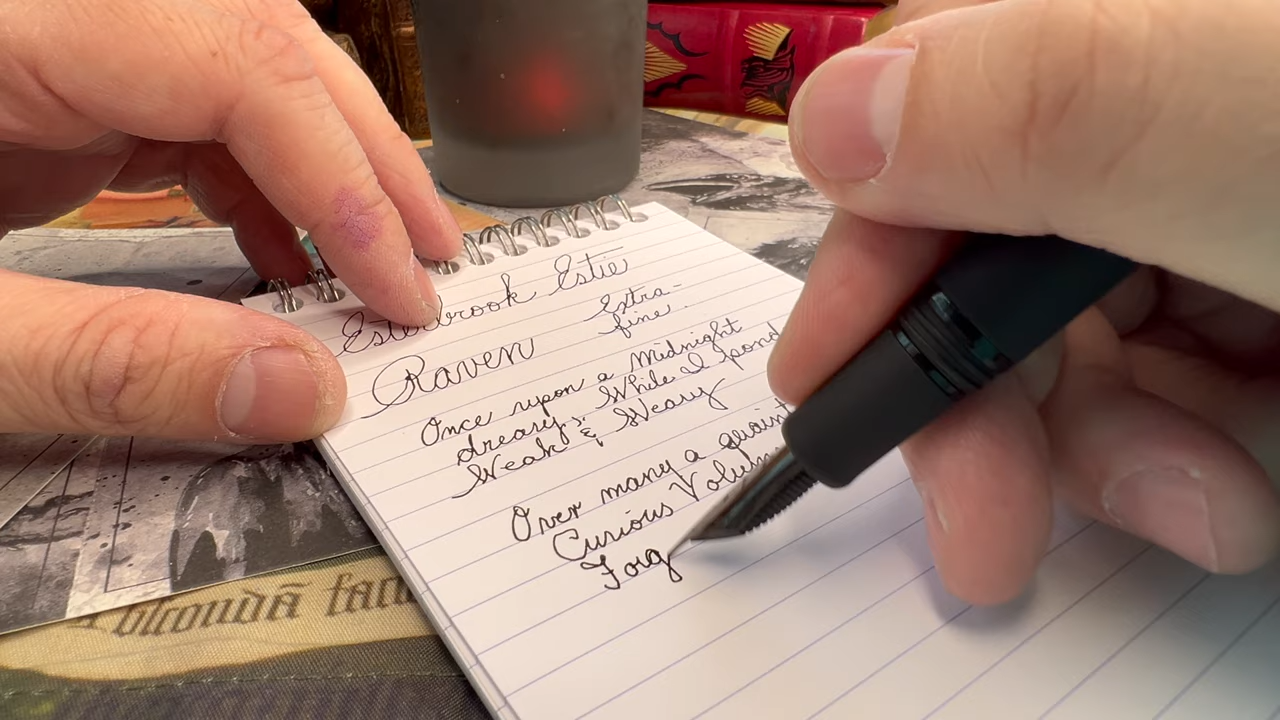 Esterbrook Estie
Extra-
fine
Raven
Once upon a Midnight
dreary, While I pond
Weak & Weary
Over many a quaint
Curious Volum
Forg